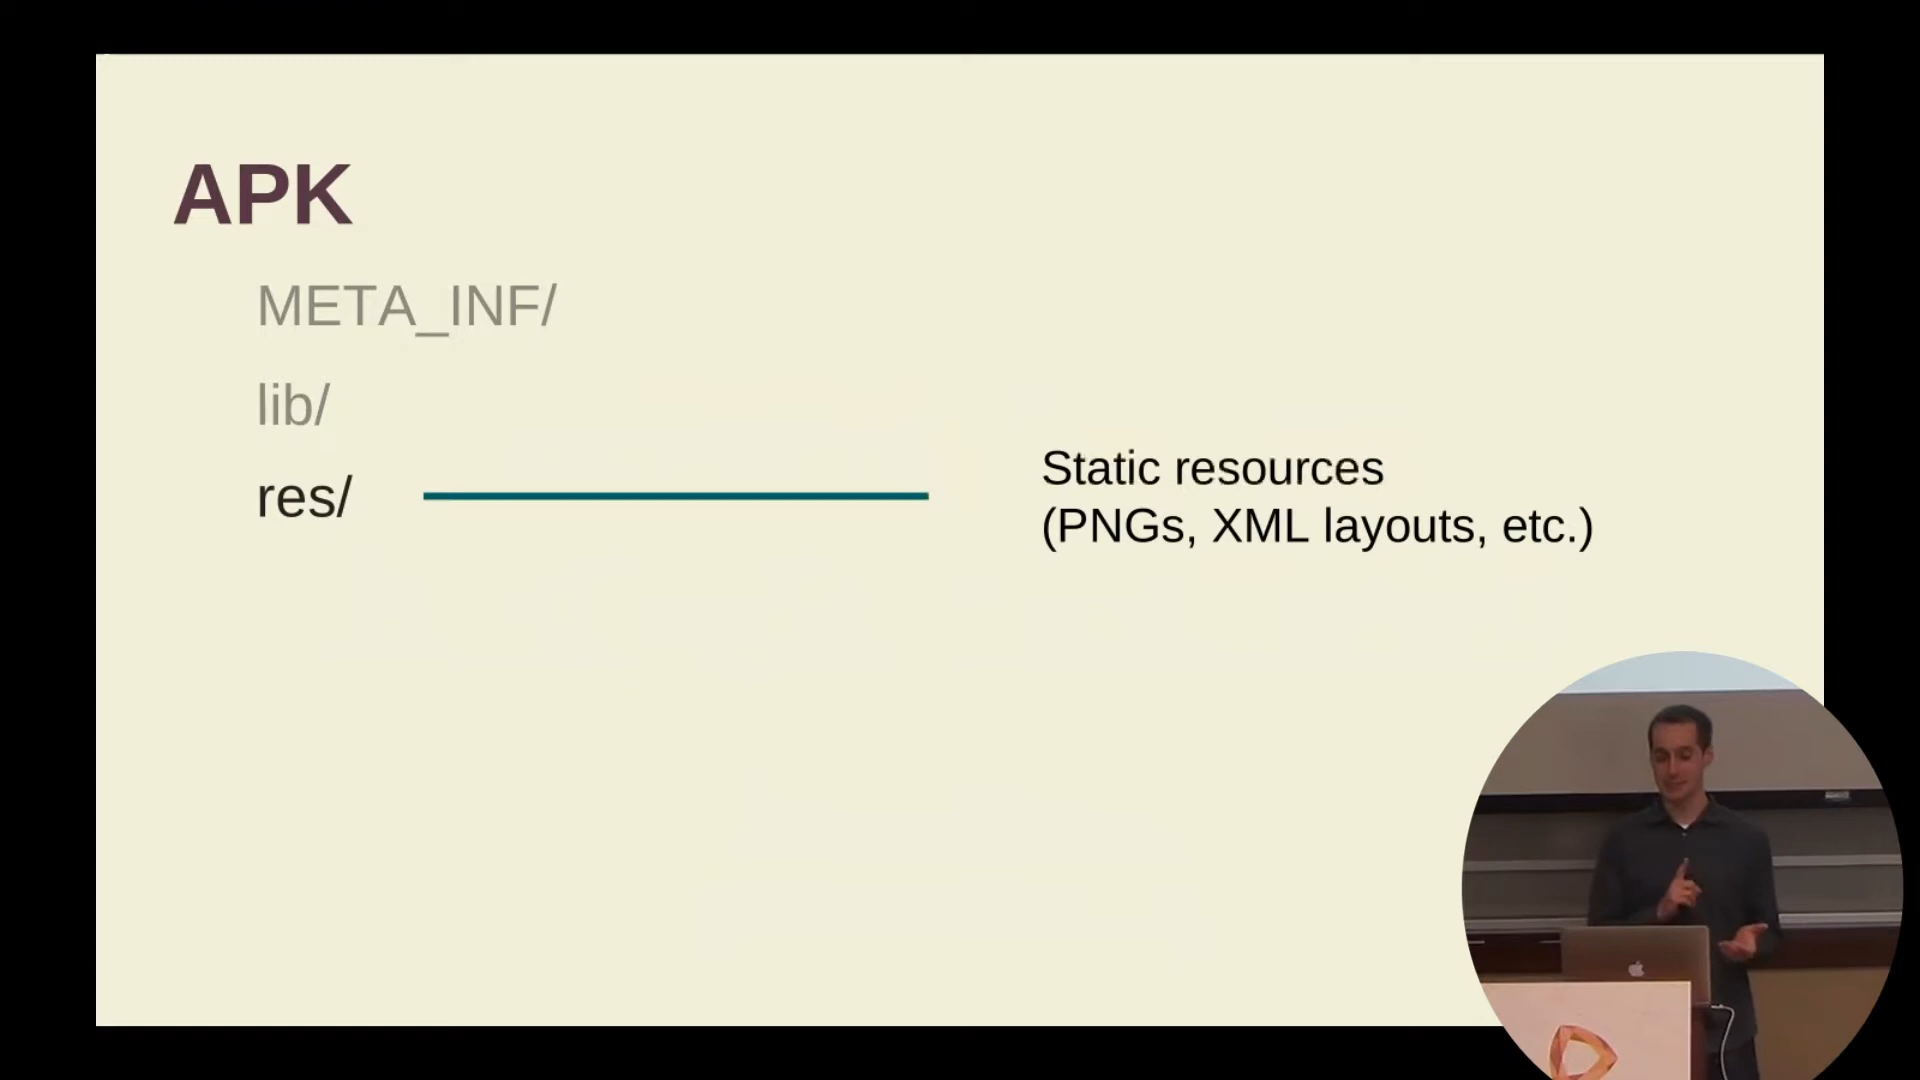 APK
META_INF/
lib/
res/
Static resources
(PNGs, XML layouts, etc.)